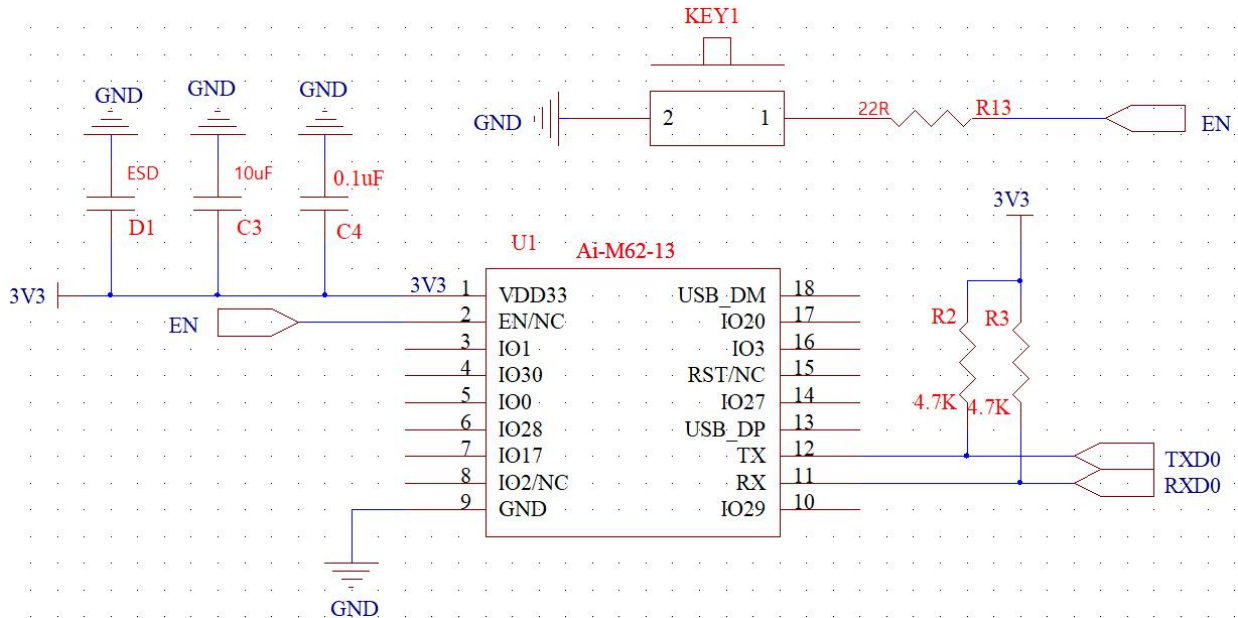 KEY1
GND
GND
GND
GND
2
1
22R
R13
EN
ESD
10uF
0.1uF
D1
C3
C4
3V3
U1
Ai-M62-13
3V3
3V3
1 VDD33
EN
2 EN/NC
3 IO1
4 IO30
5 IO0
6 IO28
7 IO17
8 IO2/NC
9 GND
GND
USB_DM 18
IO20 17
IO3 16
RST/NC 15
IO27 14
USB_DP 13
TX 12
RX 11
IO29 10
R2
R3
4.7K
4.7K
TXD0
RXD0